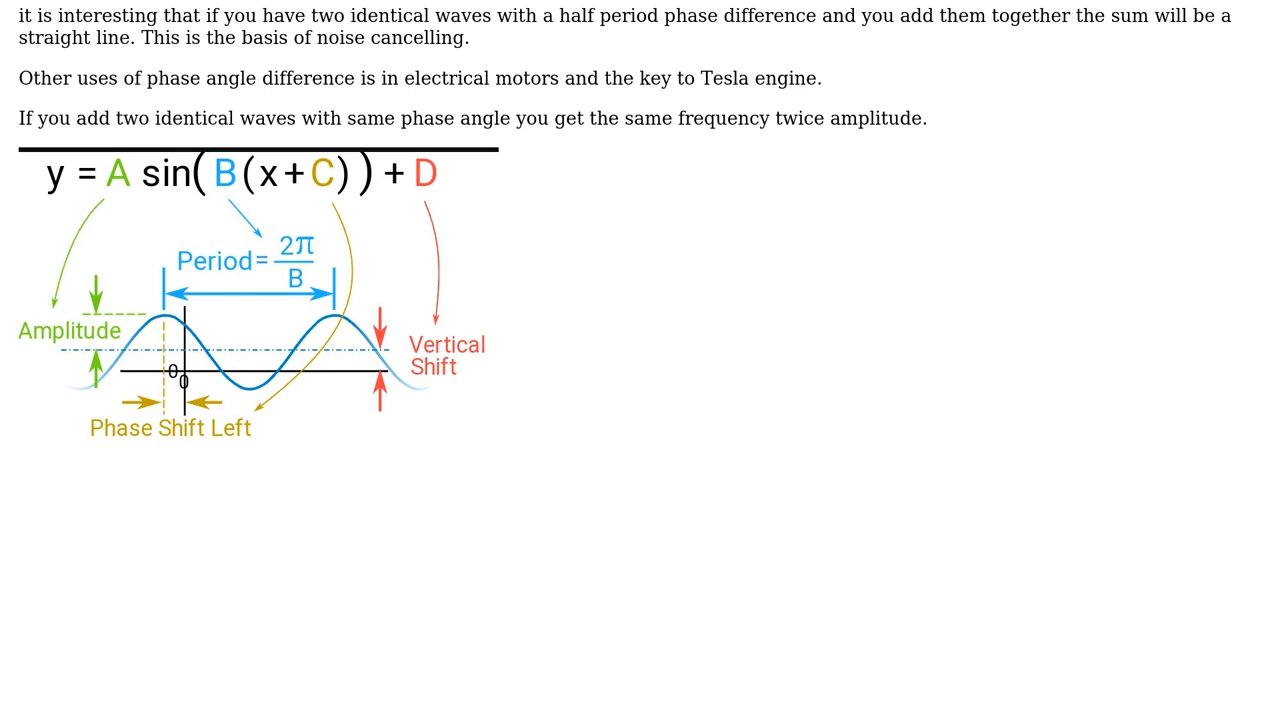 it is interesting that if you have two identical waves with a half period phase difference and you add them together the sum will be a
straight line. This is the basis of noise cancelling.
Other uses of phase angle difference is in electrical motors and the key to Tesla engine.
If you add two identical waves with same phase angle you get the same frequency twice amplitude.
y = A sin( B(x+C) ) + D
Period= 2π
B
Amplitude
Vertical
Shift
0
0
Phase Shift Left